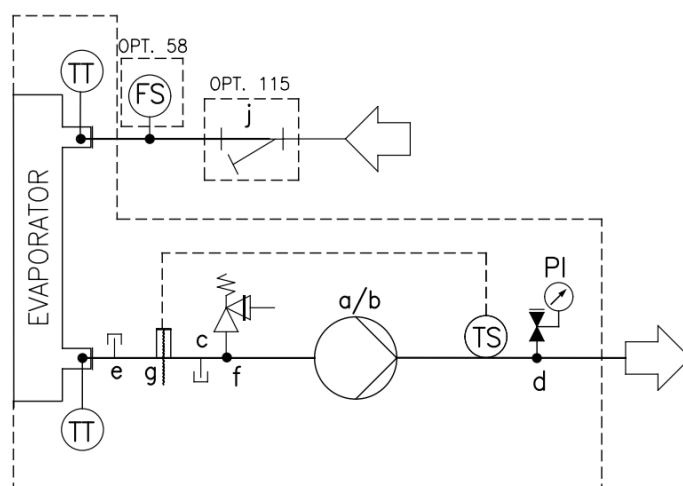 OPT. 58
TT
FS
OPT. 115
j
EVAPORATOR
PI
a/b
c
TS
e
g
f
d
TT